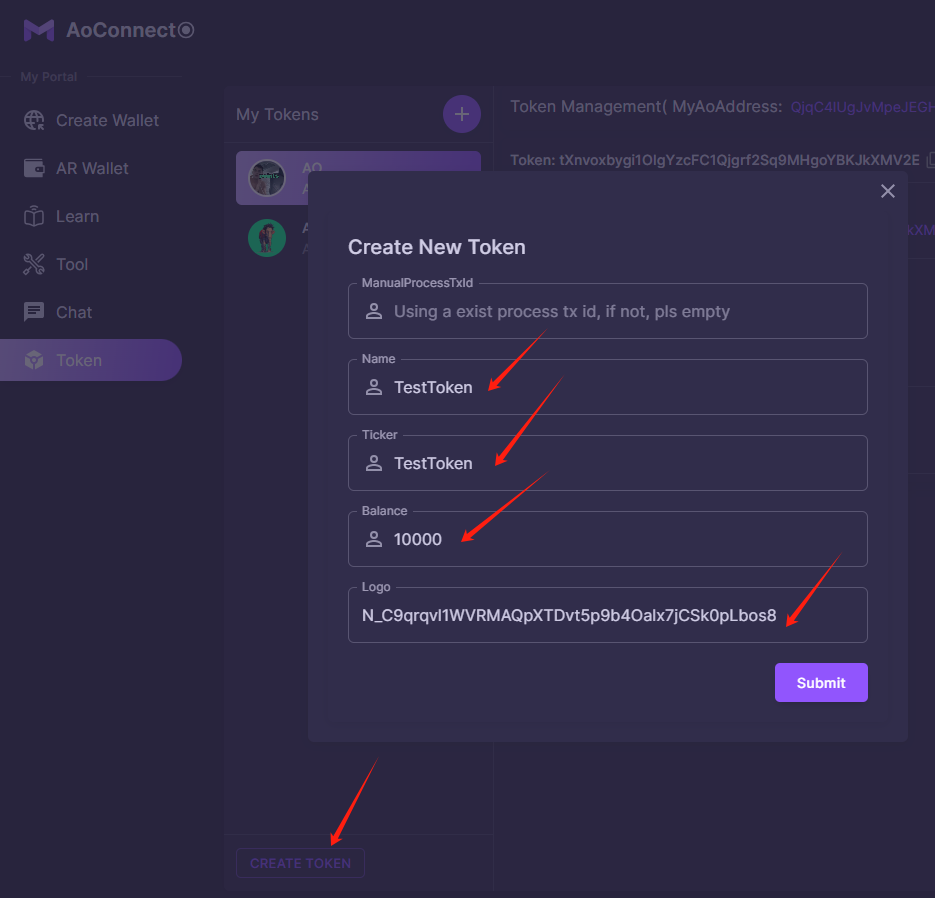 AoConnect
My Portal
Create Wallet
AR Wallet
Learn
Tool
Chat
Token
My Tokens
Token Management( MyAoAddress:
Token: tXnvoxbygi1OlgYzcFC1Qjgrf2Sq9MHgoYBKJkXMV2E
AO
Create New Token
ManualProcessTxId
Using a exist process tx id, if not, pls empty
Name
TestToken
Ticker
TestToken
Balance
10000
Logo
N_C9qrqvl1WVRMAQpXTDvt5p9b4Oalx7jCSk0pLbos8
Submit
CREATE TOKEN